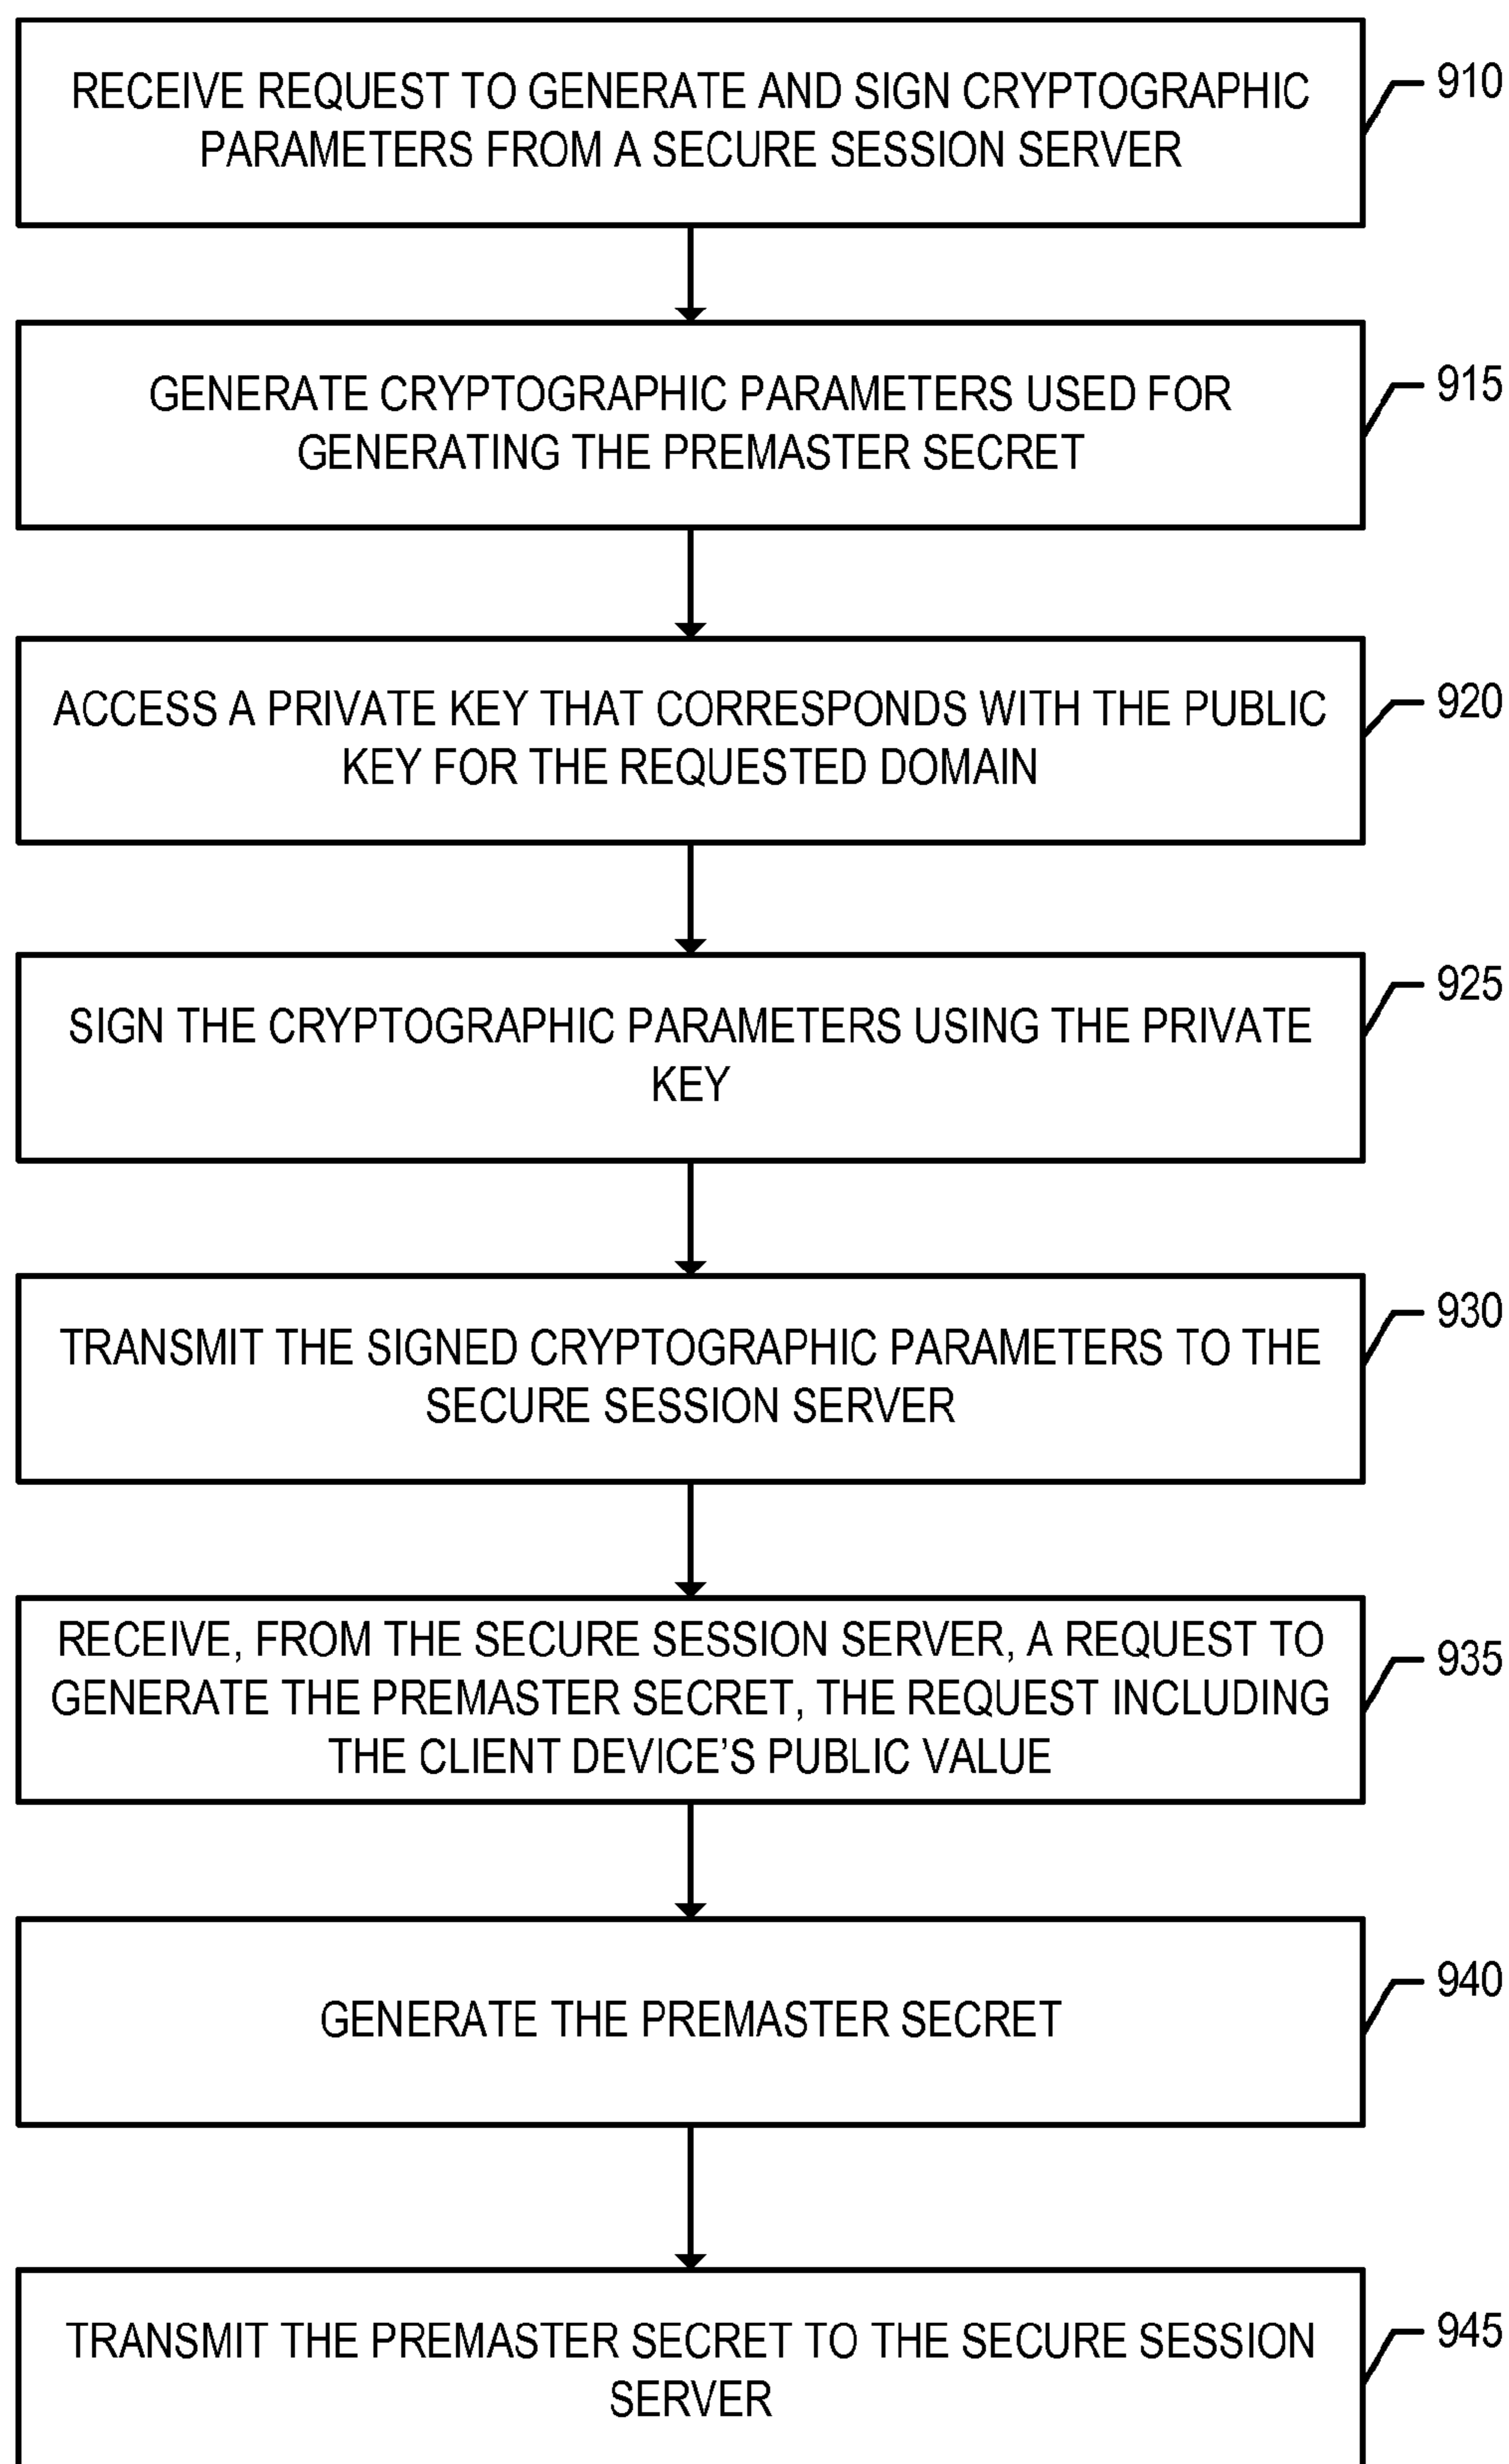 RECEIVE REQUEST TO GENERATE AND SIGN CRYPTOGRAPHIC
PARAMETERS FROM A SECURE SESSION SERVER
910
GENERATE CRYPTOGRAPHIC PARAMETERS USED FOR
GENERATING THE PREMASTER SECRET
915
ACCESS A PRIVATE KEY THAT CORRESPONDS WITH THE PUBLIC
KEY FOR THE REQUESTED DOMAIN
920
SIGN THE CRYPTOGRAPHIC PARAMETERS USING THE PRIVATE
KEY
925
TRANSMIT THE SIGNED CRYPTOGRAPHIC PARAMETERS TO THE
SECURE SESSION SERVER
930
RECEIVE, FROM THE SECURE SESSION SERVER, A REQUEST TO
GENERATE THE PREMASTER SECRET, THE REQUEST INCLUDING
THE CLIENT DEVICE'S PUBLIC VALUE
935
GENERATE THE PREMASTER SECRET
940
TRANSMIT THE PREMASTER SECRET TO THE SECURE SESSION
SERVER
945